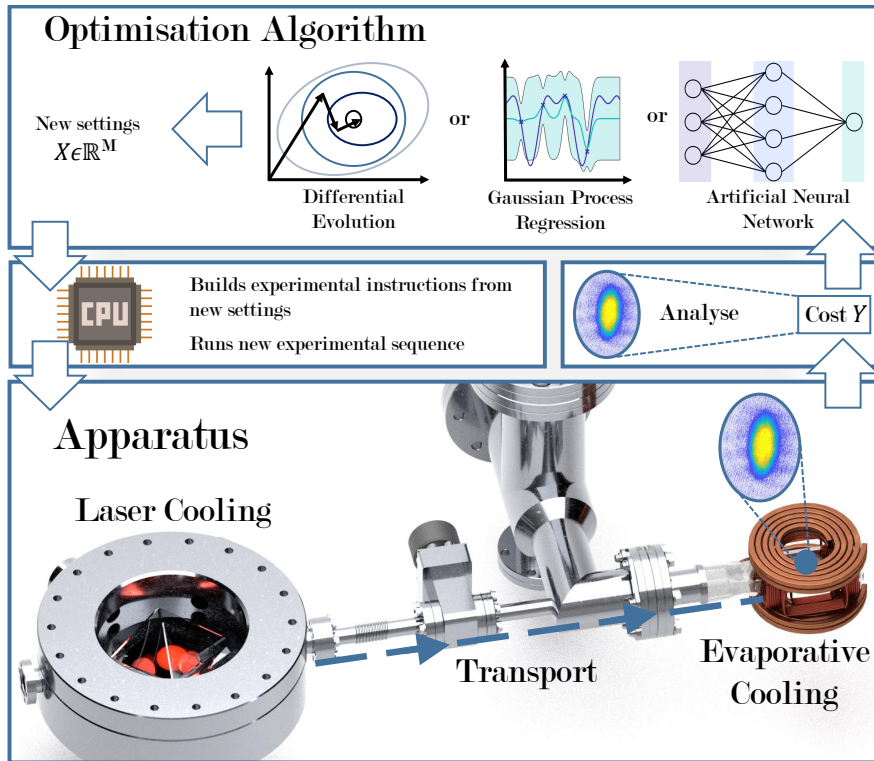 Optimisation Algorithm
New settings
XϵℝM
or
or
Differential
Evolution
Gaussian Process
Regression
Artificial Neural
Network
CPU
Builds experimental instructions from
new settings
Runs new experimental sequence
Analyse
Cost Y
Apparatus
Laser Cooling
Transport
Evaporative
Cooling